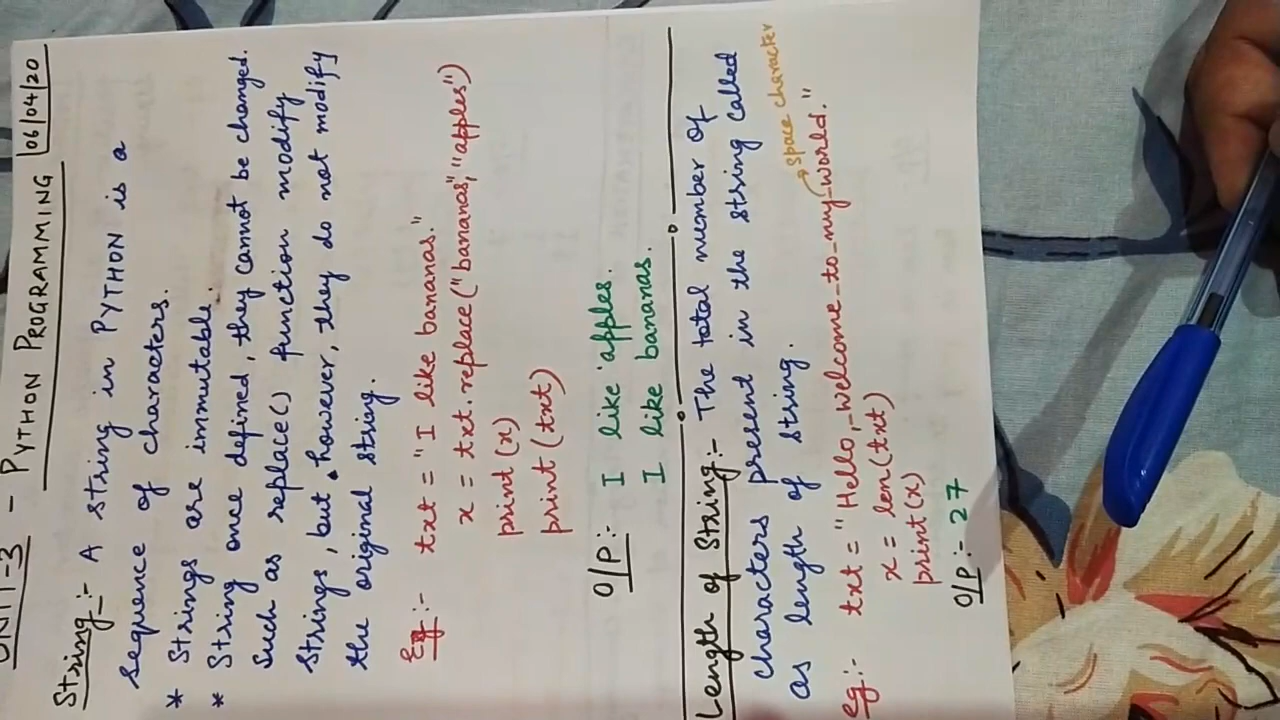 UNIT-3 - PYTHON PROGRAMMING 06/04/20
String:- A string in PYTHON is a
sequence of characters.
* Strings are immutable.
* String once defined, they cannot be changed.
Such as replace() function modify
strings, but however, they do not modify
the original string.
Eg:- txt = "I like bananas."
x = txt.replace("bananas","apples")
print(x)
print(txt)
O/P:- I like apples.
I like bananas.
Length of String:- The total number of
characters present in the string called
as length of string.
space character
eg:- txt = "Hello,_welcome_to_my_world."
x = len(txt)
print(x)
O/P:- 27